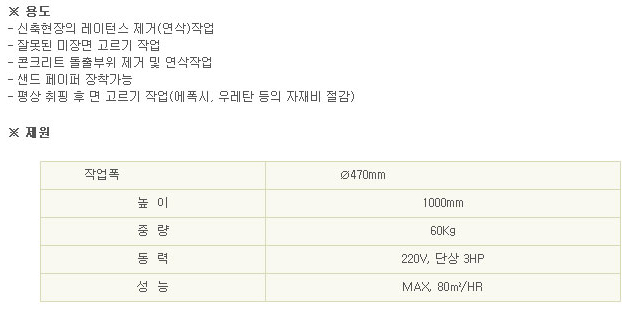 ※ 용도
- 신축현장의 레이턴스 제거(연삭)작업
- 잘못된 미장면 고르기 작업
- 콘크리트 돌출부위 제거 및 연삭작업
- 샌드 페이퍼 장착가능
- 평상 취핑 후 면 고르기 작업(에폭시, 우레탄 등의 자재비 절감)
※ 제원
작업폭 ∅470mm
높 이 1000mm
중 량 60Kg
동 력 220V, 단상 3HP
성 능 MAX, 80㎡/HR